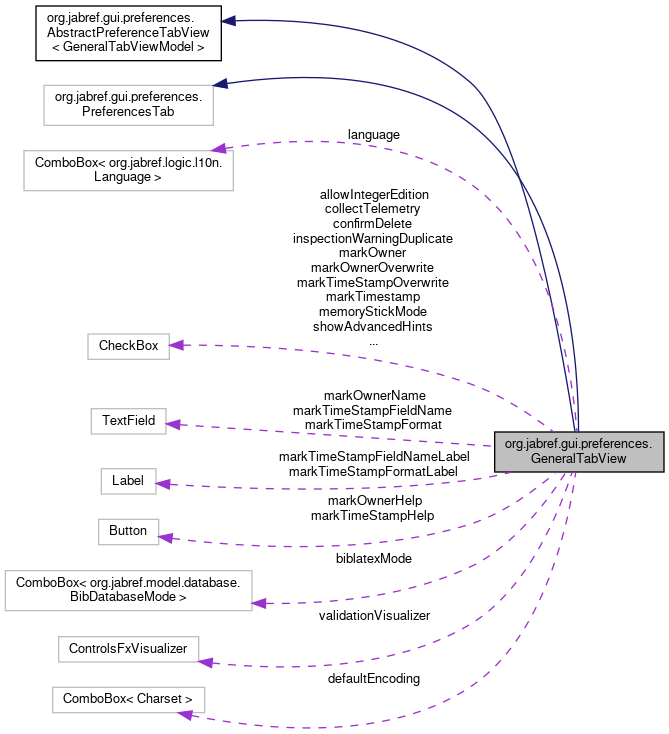 org.jabref.gui.preferences.
AbstractPreferenceTabView
< GeneralTabViewModel >
org.jabref.gui.preferences.
PreferencesTab
language
ComboBox< org.jabref.logic.l10n.
Language >
allowIntegerEdition
collectTelemetry
confirmDelete
inspectionWarningDuplicate
markOwner
markOwnerOverwrite
markTimeStampOverwrite
markTimestamp
memoryStickMode
showAdvancedHints
...
CheckBox
markOwnerName
markTimeStampFieldName
markTimeStampFormat
TextField
org.jabref.gui.preferences.
GeneralTabView
markTimeStampFieldNameLabel
markTimeStampFormatLabel
Label
markOwnerHelp
markTimeStampHelp
Button
biblatexMode
ComboBox< org.jabref.model.database.
BibDatabaseMode >
validationVisualizer
ControlsFxVisualizer
defaultEncoding
ComboBox< Charset >